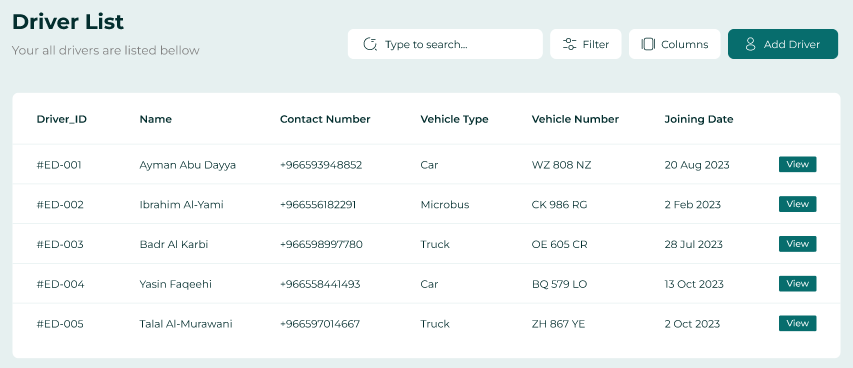 Driver List
Your all drivers are listed bellow
Type to search...
Filter
Columns
Add Driver
Driver_ID Name Contact Number Vehicle Type Vehicle Number Joining Date
#ED-001 Ayman Abu Dayya +966593948852 Car WZ 808 NZ 20 Aug 2023 View
#ED-002 Ibrahim Al-Yami +966556182291 Microbus CK 986 RG 2 Feb 2023 View
#ED-003 Badr Al Karbi +966598997780 Truck OE 605 CR 28 Jul 2023 View
#ED-004 Yasin Faqeehi +966558441493 Car BQ 579 LO 13 Oct 2023 View
#ED-005 Talal Al-Murawani +966597014667 Truck ZH 867 YE 2 Oct 2023 View